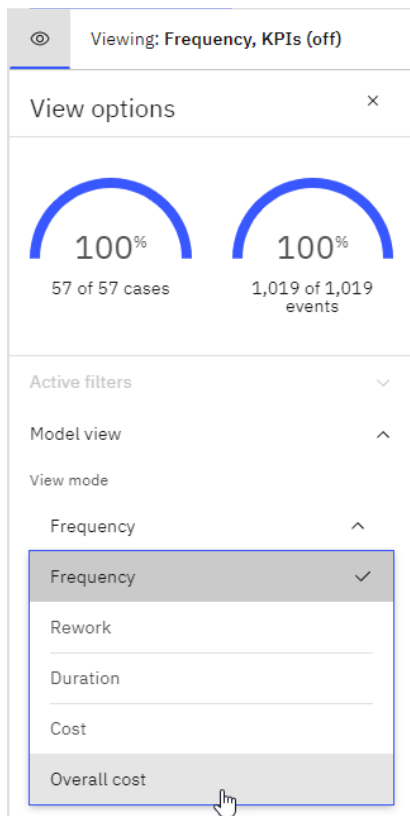 Viewing: Frequency, KPIs (off)
View options
100%
57 of 57 cases
100%
1,019 of 1,019
events
Active filters
Model view
View mode
Frequency
Frequency
Rework
Duration
Cost
Overall cost